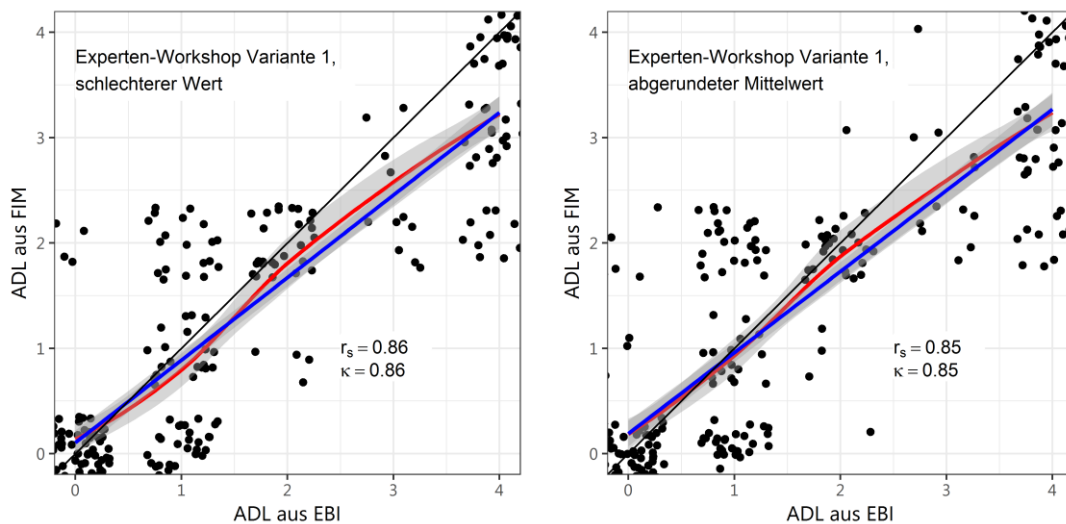 Experten-Workshop Variante 1,
schlechterer Wert
rs = 0.86
κ = 0.86
ADL aus FIM
4
3
2
1
0
0 1 2 3 4
ADL aus EBI
Experten-Workshop Variante 1,
abgerundeter Mittelwert
rs = 0.85
κ = 0.85
ADL aus FIM
4
3
2
1
0
0 1 2 3 4
ADL aus EBI